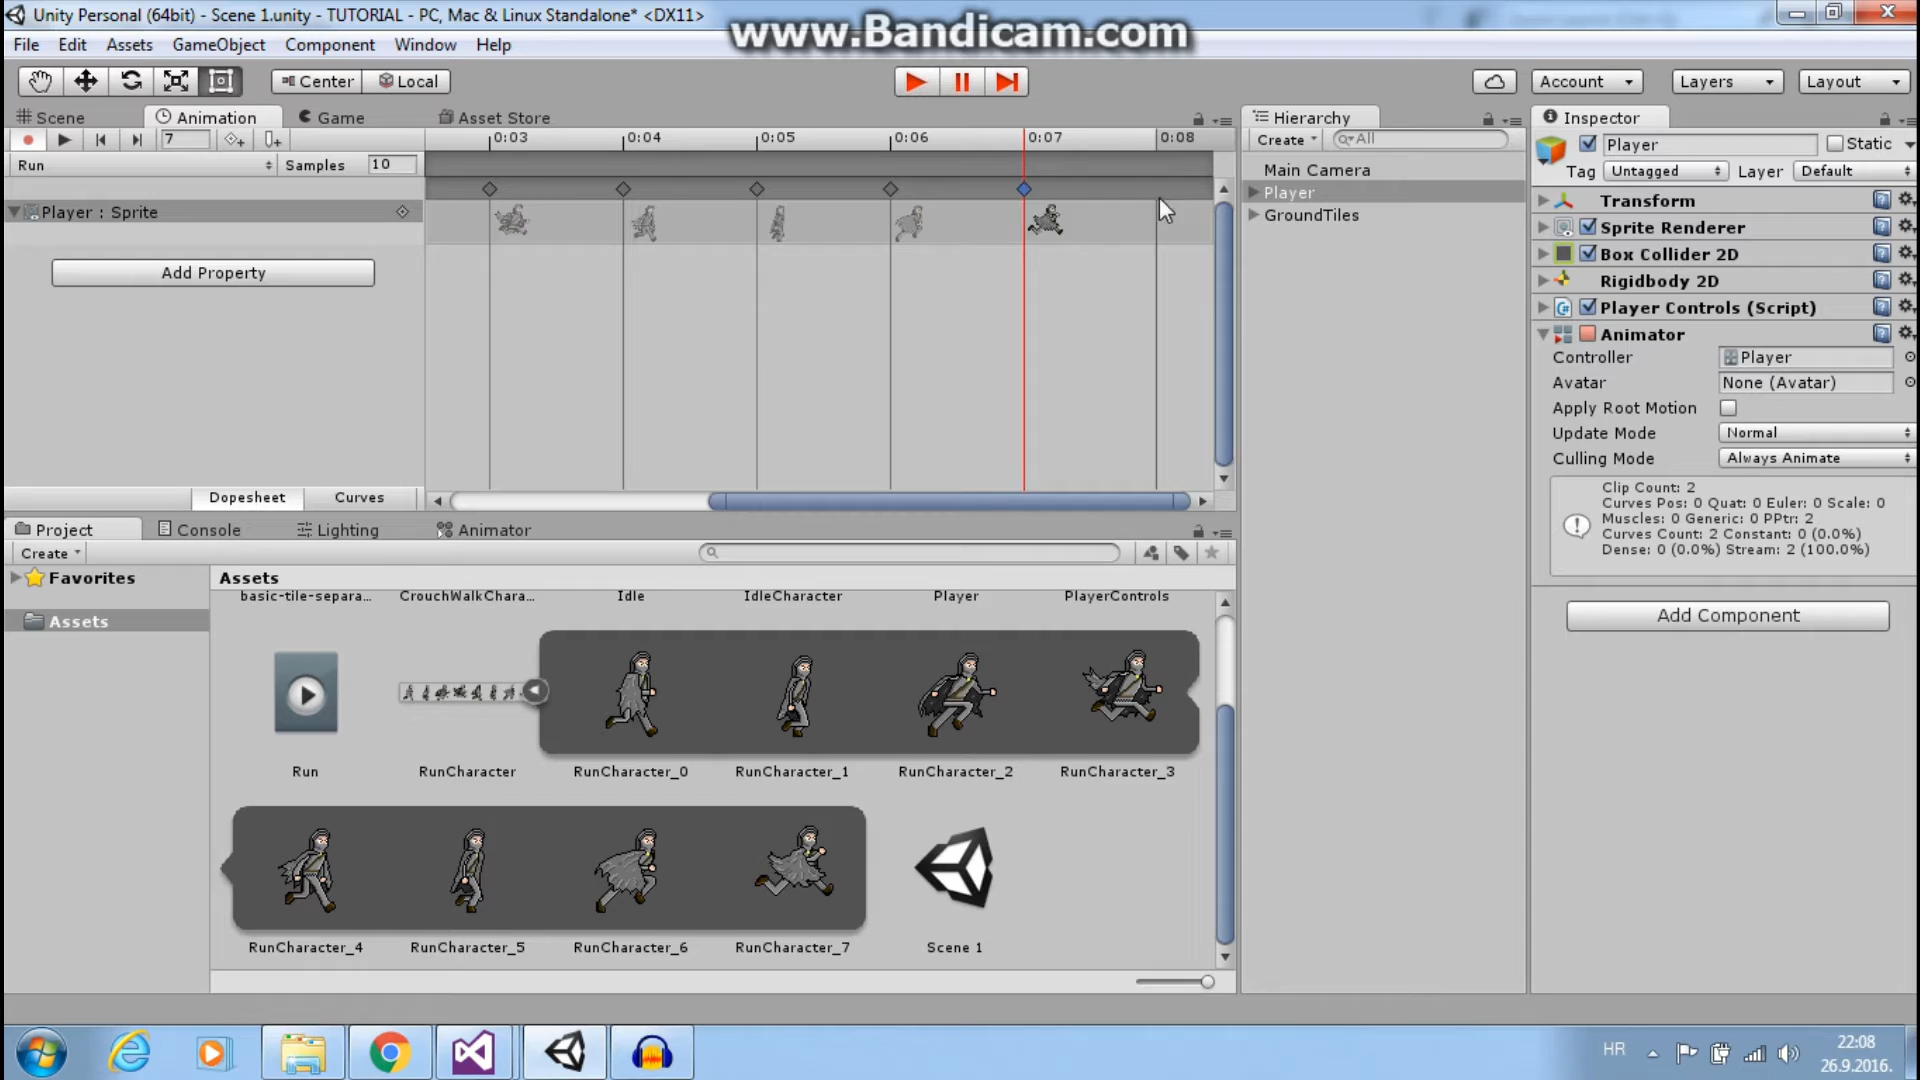 Unity Personal (64bit) - Scene 1.unity - TUTORIAL - PC, Mac & Linux Standalone* <DX11>
www.Bandicam.com
File Edit Assets GameObject Component Window Help
Center Local Account Layers Layout
Scene Animation Game Asset Store Hierarchy Inspector
7 0:03 0:04 0:05 0:06 0:07 0:08 Create All Player Static
Run Samples 10 Main Camera Tag Untagged Layer Default
Player : Sprite Player Transform
GroundTiles Sprite Renderer
Add Property Box Collider 2D
Rigidbody 2D
Player Controls (Script)
Animator
Controller Player
Avatar None (Avatar)
Apply Root Motion
Update Mode Normal
Culling Mode Always Animate
Clip Count: 2
Curves Pos: 0 Quat: 0 Euler: 0 Scale: 0
Muscles: 0 Generic: 0 PPtr: 2
Curves Count: 2 Constant: 0 (0.0%)
Dense: 0 (0.0%) Stream: 2 (100.0%)
Add Component
Dopesheet Curves
Project Console Lighting Animator
Create
Favorites Assets
Assets
basic-tile-separa... CrouchWalkChara... Idle IdleCharacter Player PlayerControls
Run RunCharacter RunCharacter_0 RunCharacter_1 RunCharacter_2 RunCharacter_3
RunCharacter_4 RunCharacter_5 RunCharacter_6 RunCharacter_7 Scene 1
HR 22:08
26.9.2016.